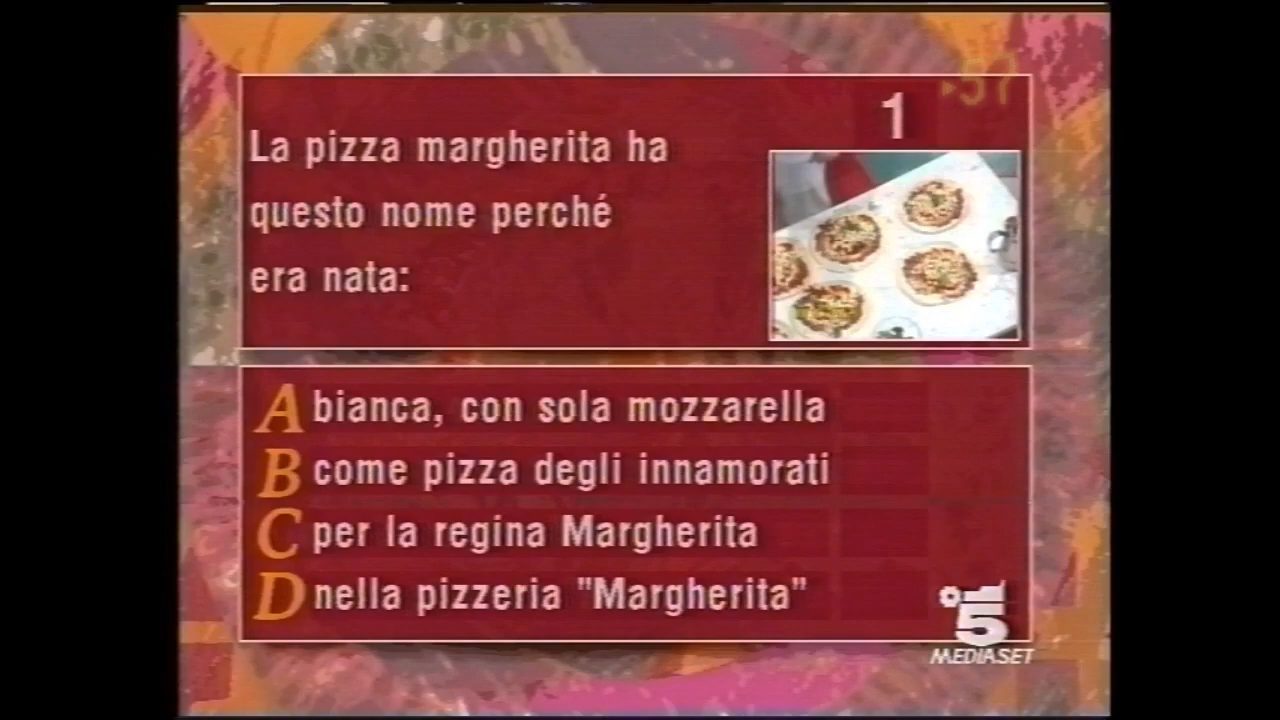 57
1
La pizza margherita ha
questo nome perché
era nata:
A bianca, con sola mozzarella
B come pizza degli innamorati
C per la regina Margherita
D nella pizzeria "Margherita"
5
MEDIASET